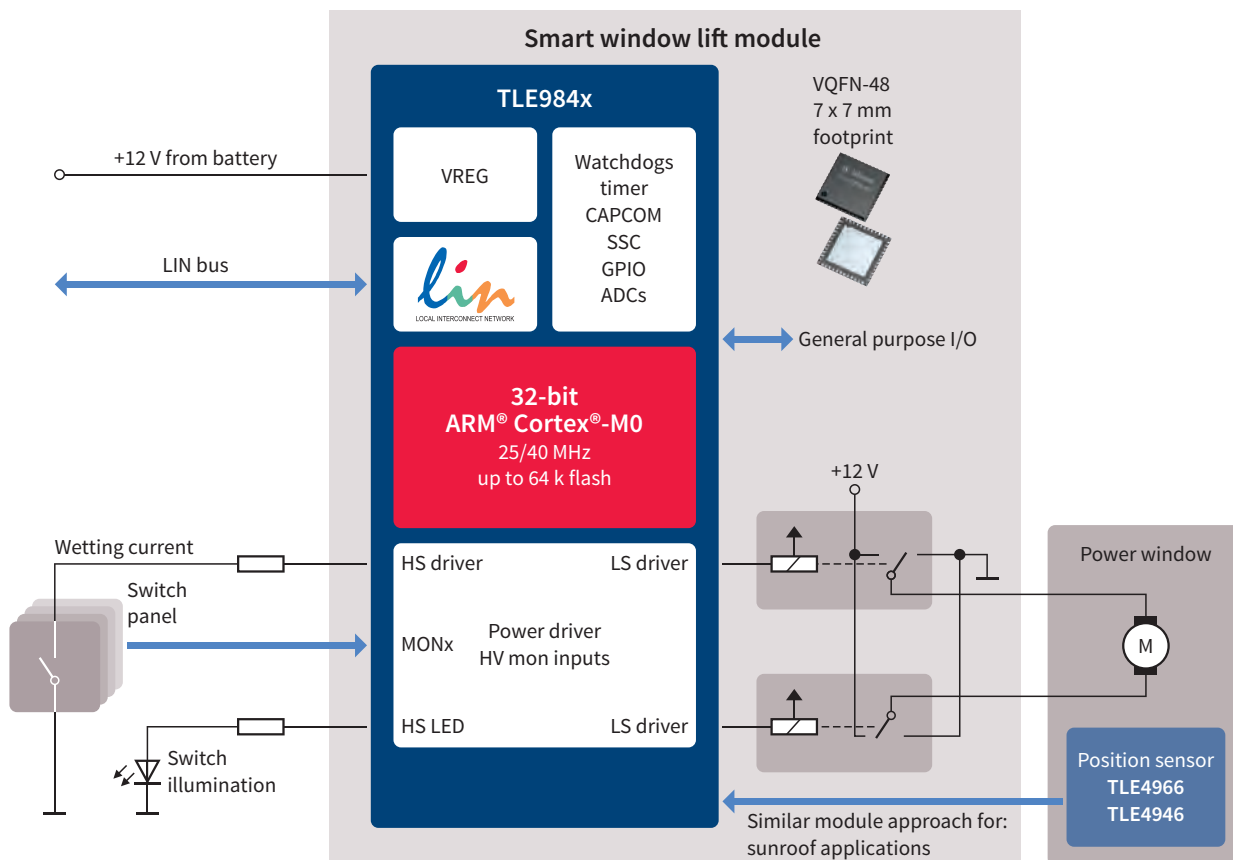 Smart window lift module
TLE984x
VREG
Watchdogs
timer
CAPCOM
SSC
GPIO
ADCs
VQFN-48
7 x 7 mm
footprint
+12 V from battery
LIN bus
lin
LOCAL INTERCONNECT NETWORK
General purpose I/O
32-bit
ARM® Cortex®-M0
25/40 MHz
up to 64 k flash
+12 V
Wetting current
Switch
panel
HS driver
LS driver
MONx
Power driver
HV mon inputs
HS LED
LS driver
Switch
illumination
Power window
M
Position sensor
TLE4966
TLE4946
Similar module approach for:
sunroof applications